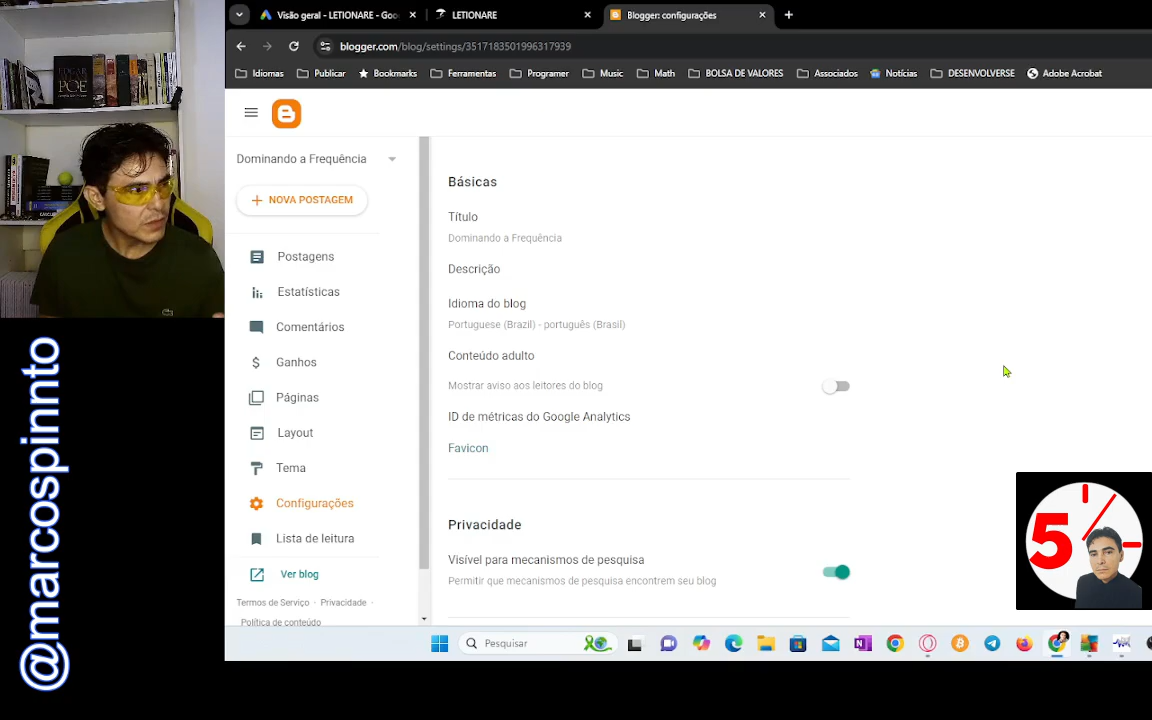 Visão geral - LETIONARE - Goo
LETIONARE
Blogger: configurações
blogger.com/blog/settings/3517183501996317939
Idiomas
Publicar
Bookmarks
Ferramentas
Programer
Music
Math
BOLSA DE VALORES
Associados
Notícias
DESENVOLVERSE
Adobe Acrobat
Dominando a Frequência
NOVA POSTAGEM
Postagens
Estatísticas
Comentários
Ganhos
Páginas
Layout
Tema
Configurações
Lista de leitura
Ver blog
Termos de Serviço · Privacidade ·
Política de conteúdo
Básicas
Título
Dominando a Frequência
Descrição
Idioma do blog
Portuguese (Brazil) - português (Brasil)
Conteúdo adulto
Mostrar aviso aos leitores do blog
ID de métricas do Google Analytics
Favicon
Privacidade
Visível para mecanismos de pesquisa
Permitir que mecanismos de pesquisa encontrem seu blog
Pesquisar
@marcospinnto
5
EDGAR
POE